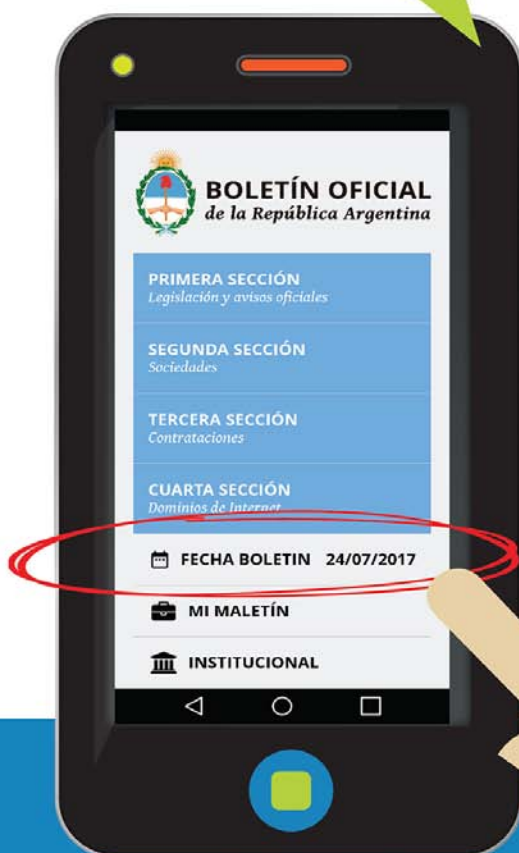 BOLETÍN OFICIAL
de la República Argentina
PRIMERA SECCIÓN
Legislación y avisos oficiales
SEGUNDA SECCIÓN
Sociedades
TERCERA SECCIÓN
Contrataciones
CUARTA SECCIÓN
Dominios de Internet
FECHA BOLETIN 24/07/2017
MI MALETÍN
INSTITUCIONAL